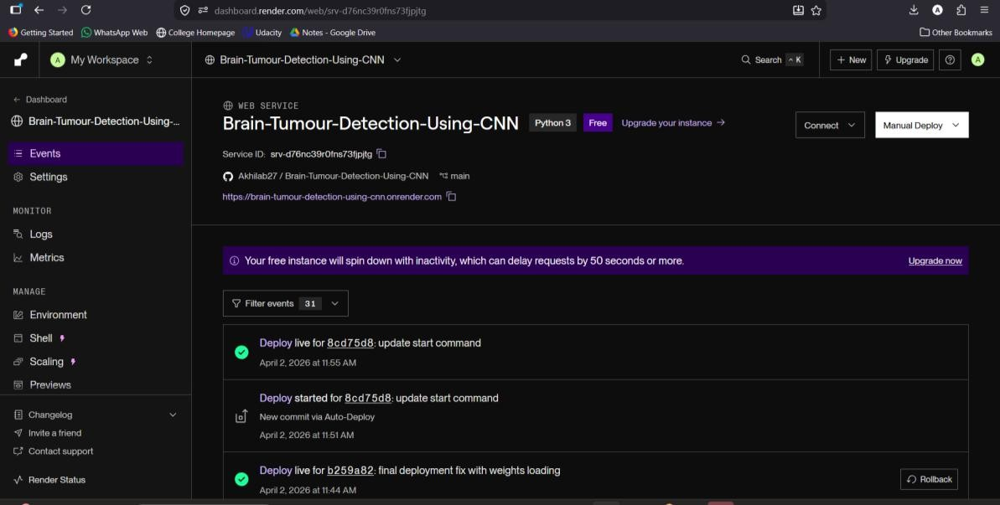 dashboard.render.com/web/srv-d76nc39r0fns73fjpjtg
Getting Started WhatsApp Web College Homepage Udacity Notes - Google Drive Other Bookmarks
A My Workspace Brain-Tumour-Detection-Using-CNN Search ^ K + New Upgrade A
← Dashboard
Brain-Tumour-Detection-Using-...
Events
Settings
MONITOR
Logs
Metrics
MANAGE
Environment
Shell
Scaling
Previews
Changelog
Invite a friend
Contact support
Render Status
WEB SERVICE
Brain-Tumour-Detection-Using-CNN Python 3 Free Upgrade your instance → Connect Manual Deploy
Service ID: srv-d76nc39r0fns73fjpjtg
Akhilab27 / Brain-Tumour-Detection-Using-CNN main
https://brain-tumour-detection-using-cnn.onrender.com
Your free instance will spin down with inactivity, which can delay requests by 50 seconds or more. Upgrade now
Filter events 31
Deploy live for 8cd75d8: update start command
April 2, 2026 at 11:55 AM
Deploy started for 8cd75d8: update start command
New commit via Auto-Deploy
April 2, 2026 at 11:51 AM
Deploy live for b259a82: final deployment fix with weights loading
Rollback
April 2, 2026 at 11:44 AM